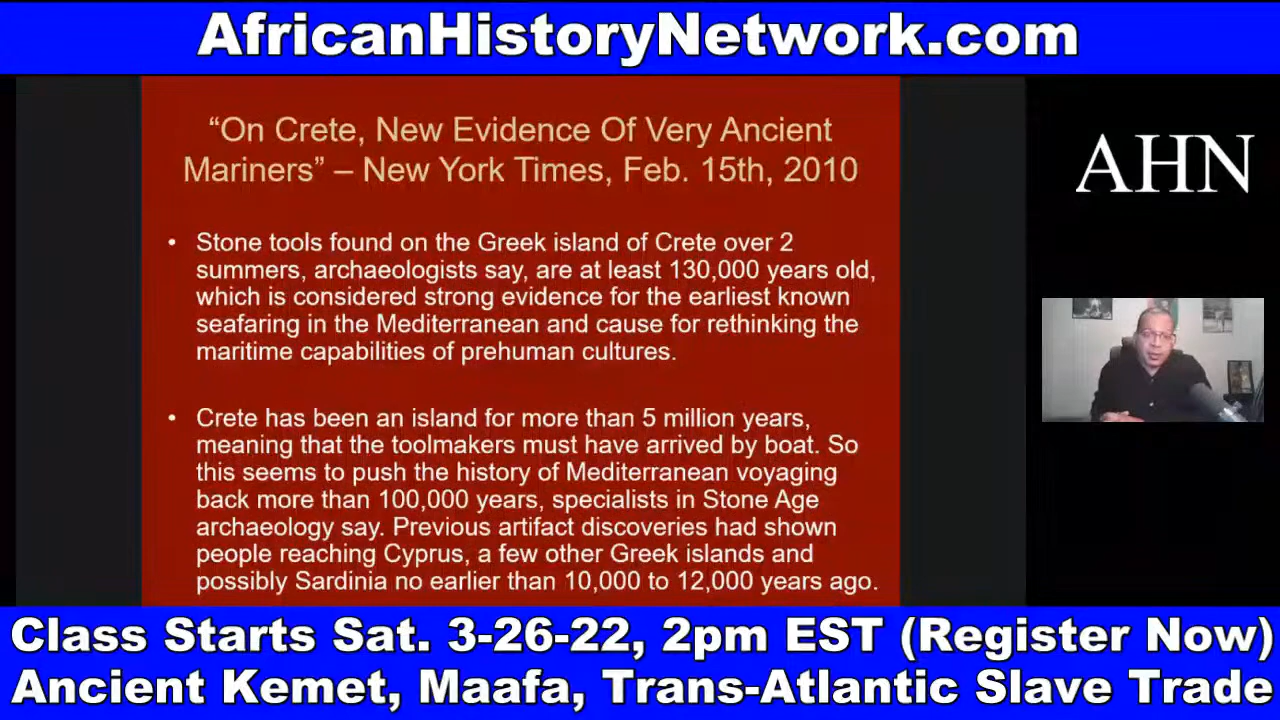 AfricanHistoryNetwork.com
“On Crete, New Evidence Of Very Ancient
Mariners” – New York Times, Feb. 15th, 2010
AHN
• Stone tools found on the Greek island of Crete over 2
summers, archaeologists say, are at least 130,000 years old,
which is considered strong evidence for the earliest known
seafaring in the Mediterranean and cause for rethinking the
maritime capabilities of prehuman cultures.
• Crete has been an island for more than 5 million years,
meaning that the toolmakers must have arrived by boat. So
this seems to push the history of Mediterranean voyaging
back more than 100,000 years, specialists in Stone Age
archaeology say. Previous artifact discoveries had shown
people reaching Cyprus, a few other Greek islands and
possibly Sardinia no earlier than 10,000 to 12,000 years ago.
Class Starts Sat. 3-26-22, 2pm EST (Register Now)
Ancient Kemet, Maafa, Trans-Atlantic Slave Trade